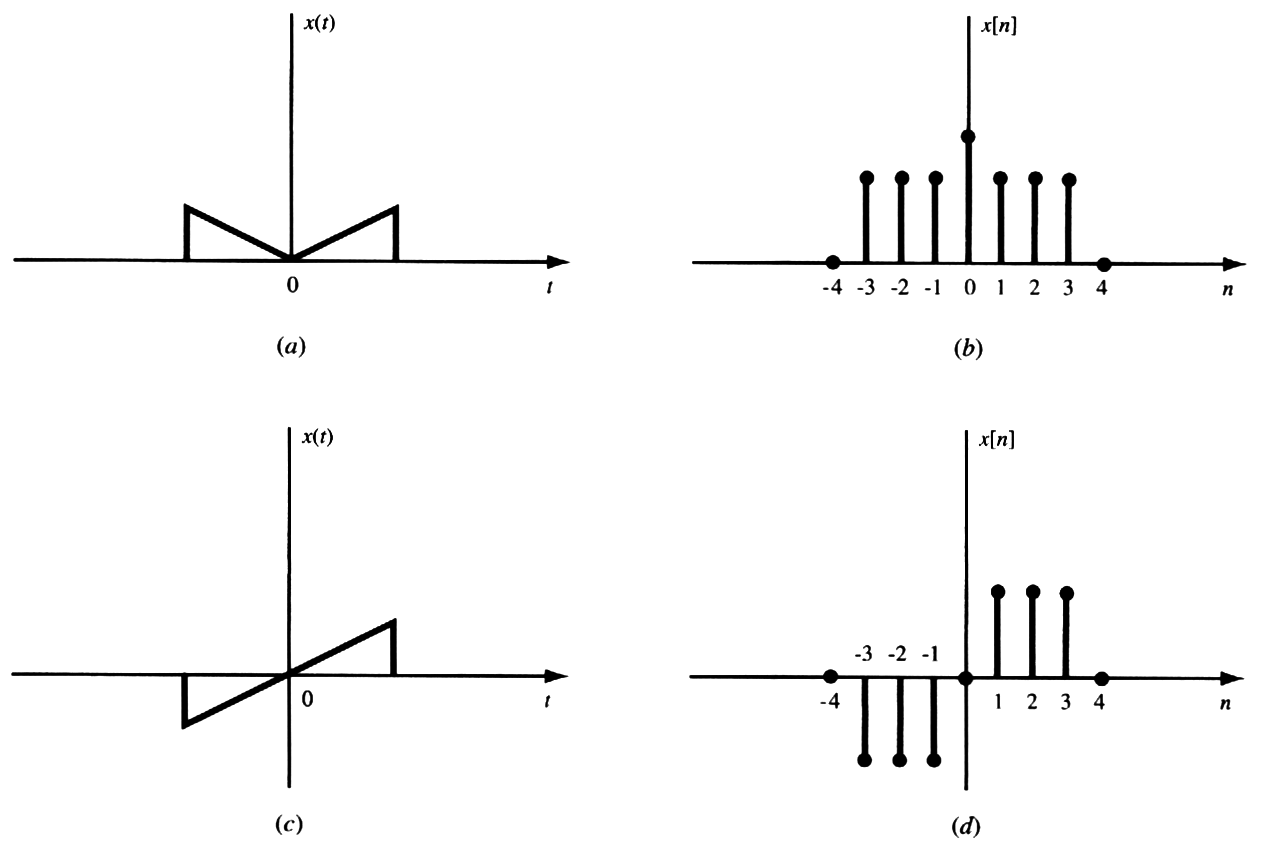 x(t)
0
t
(a)
x[n]
-4 -3 -2 -1 0 1 2 3 4
n
(b)
x(t)
0
t
(c)
x[n]
-3 -2 -1
-4 1 2 3 4
n
(d)